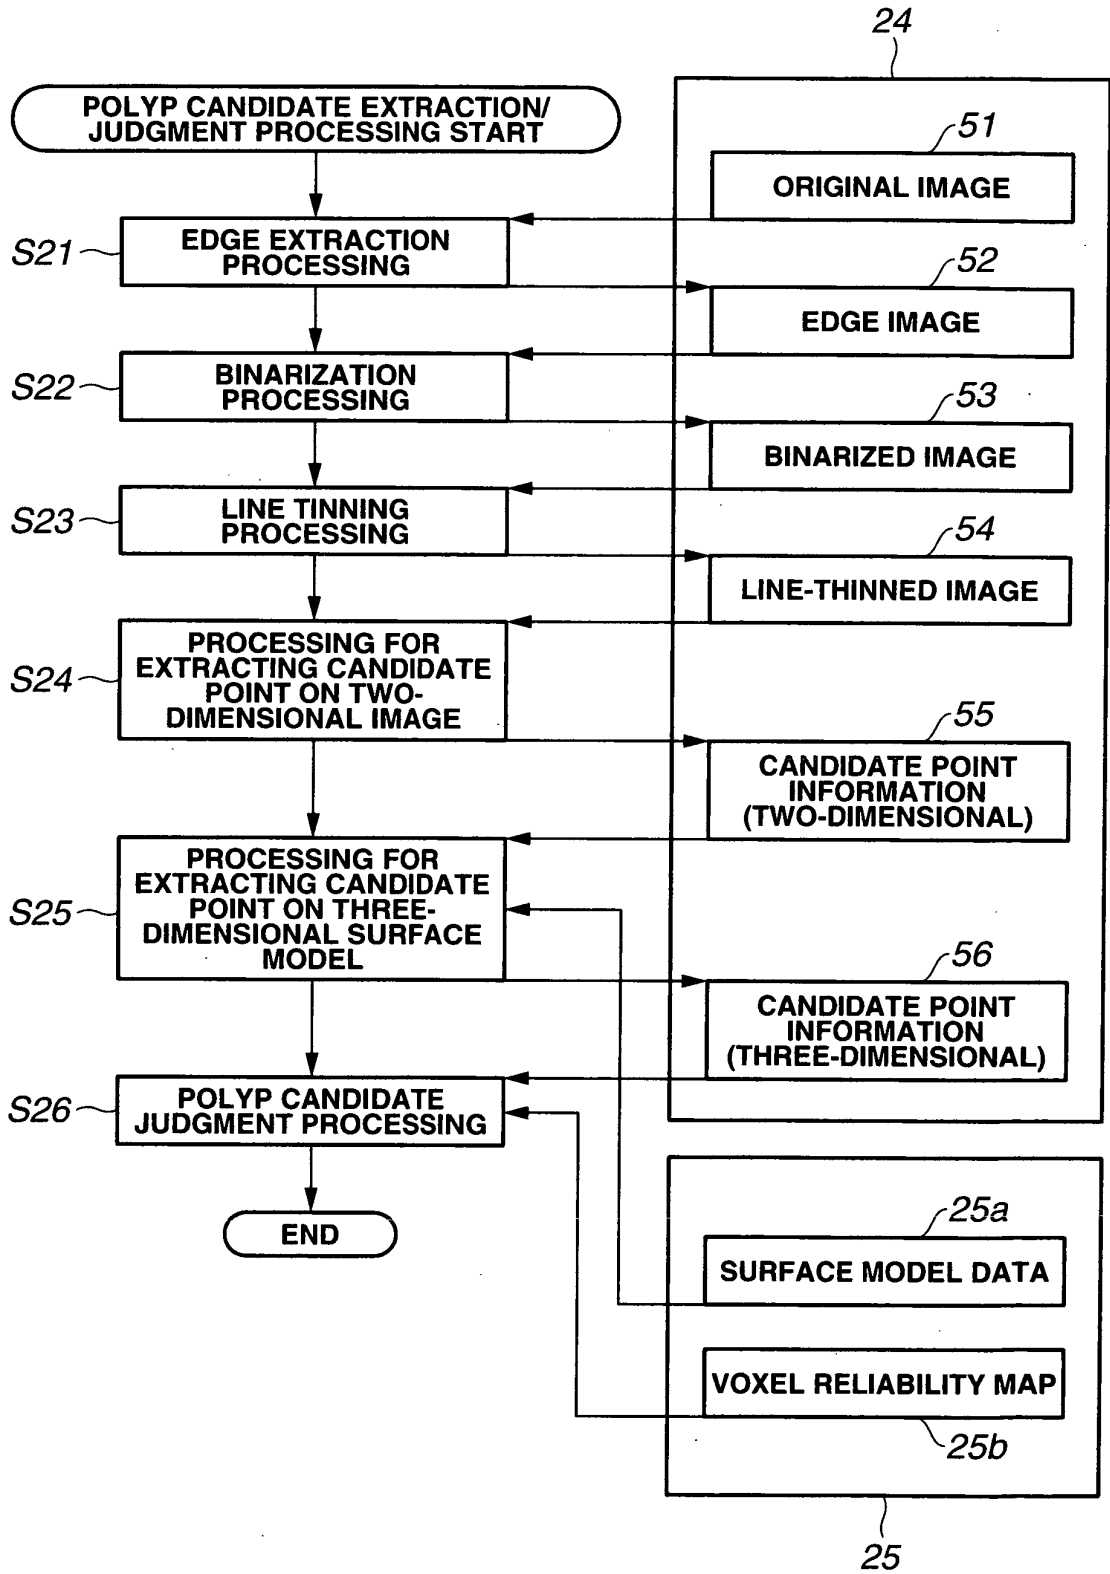 24
POLYP CANDIDATE EXTRACTION/
JUDGMENT PROCESSING START
51
ORIGINAL IMAGE
S21
EDGE EXTRACTION
PROCESSING
52
EDGE IMAGE
S22
BINARIZATION
PROCESSING
53
BINARIZED IMAGE
S23
LINE TINNING
PROCESSING
54
LINE-THINNED IMAGE
S24
PROCESSING FOR
EXTRACTING CANDIDATE
POINT ON TWO-
DIMENSIONAL IMAGE
55
CANDIDATE POINT
INFORMATION
(TWO-DIMENSIONAL)
S25
PROCESSING FOR
EXTRACTING CANDIDATE
POINT ON THREE-
DIMENSIONAL SURFACE
MODEL
56
CANDIDATE POINT
INFORMATION
(THREE-DIMENSIONAL)
S26
POLYP CANDIDATE
JUDGMENT PROCESSING
END
25a
SURFACE MODEL DATA
VOXEL RELIABILITY MAP
25b
25